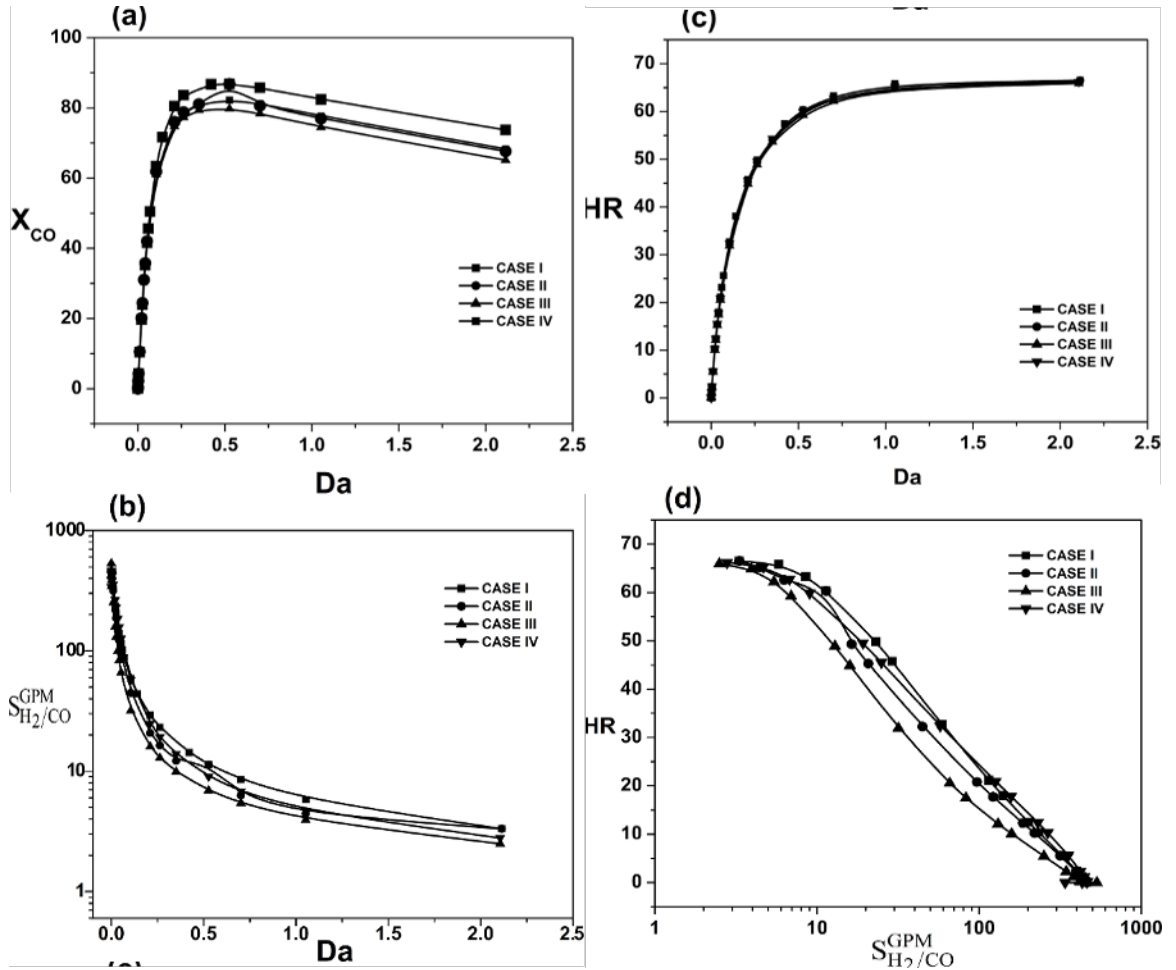 (a)
100
80
60
40
20
0
X_CO
CASE I
CASE II
CASE III
CASE IV
0.0 0.5 1.0 1.5 2.0 2.5
Da
(c)
70
60
50
40
30
20
10
0
HR
CASE I
CASE II
CASE III
CASE IV
0.0 0.5 1.0 1.5 2.0 2.5
Da
(b)
1000
100
10
1
S^GPM_H2/CO
CASE I
CASE II
CASE III
CASE IV
0.0 0.5 1.0 1.5 2.0 2.5
Da
(d)
70
60
50
40
30
20
10
0
HR
CASE I
CASE II
CASE III
CASE IV
1 10 100 1000
S^GPM_H2/CO